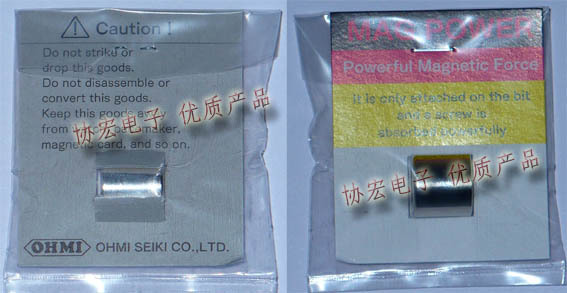 Caution !
Do not strike or
drop this goods.
Do not disassemble or
convert this goods.
Keep this goods away
from watch, pacemaker,
magnetic card, and so on.
协宏电子 优质产品
OHMI OHMI SEIKI CO.,LTD.
MAG POWER
Powerful Magnetic Force
It is only attached on the bit
and a screw is
absorbed powerfully
协宏电子 优质产品